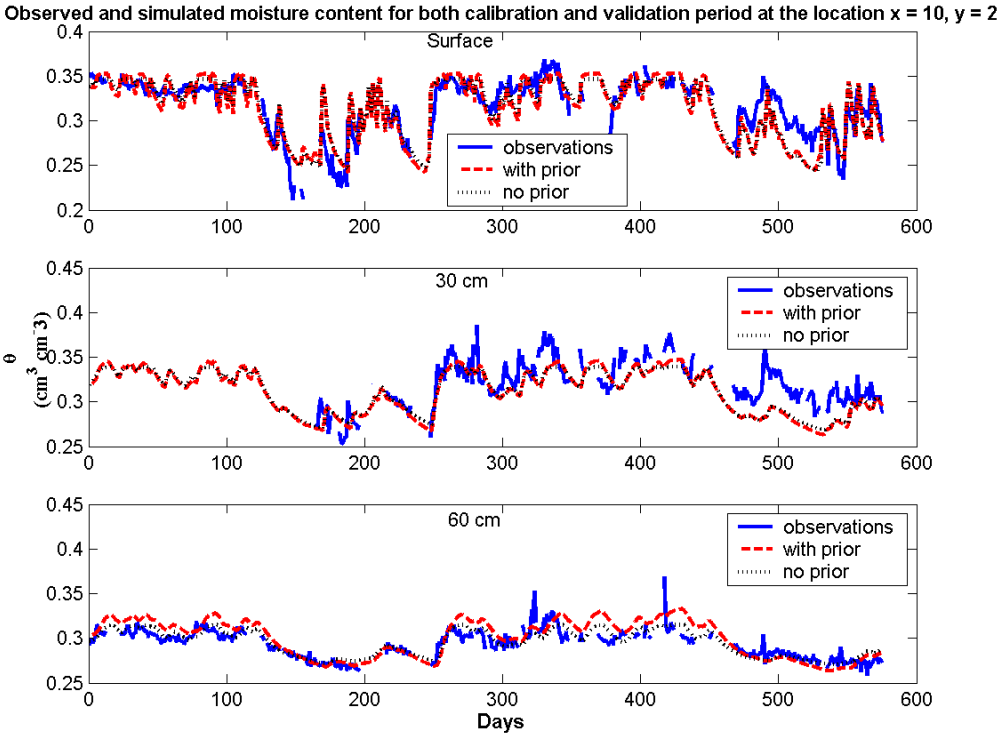 Observed and simulated moisture content for both calibration and validation period at the location x = 10, y = 2
Surface
0.4
0.35
0.3
0.25
0.2
observations
with prior
no prior
0 100 200 300 400 500 600
30 cm
0.45
0.4
0.35
0.3
0.25
observations
with prior
no prior
0 100 200 300 400 500 600
θ
(cm³ cm⁻3)
60 cm
0.45
0.4
0.35
0.3
0.25
observations
with prior
no prior
0 100 200 300 400 500 600
Days